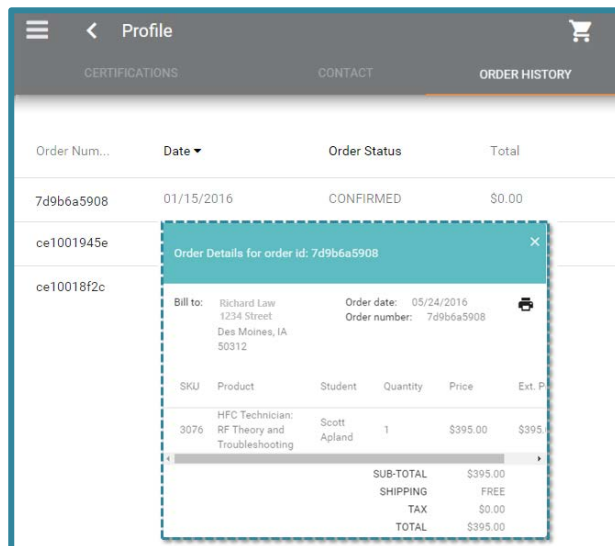 Profile
CERTIFICATIONS CONTACT ORDER HISTORY
Order Num... Date Order Status Total
7d9b6a5908 01/15/2016 CONFIRMED $0.00
ce1001945e
ce10018f2c
Order Details for order id: 7d9b6a5908
Bill to: Richard Law Order date: 05/24/2016
1234 Street Order number: 7d9b6a5908
Des Moines, IA
50312
SKU Product Student Quantity Price Ext. P
HFC Technician:
3076 RF Theory and Scott Apland 1 $395.00 $395.
Troubleshooting
SUB-TOTAL $395.00
SHIPPING FREE
TAX $0.00
TOTAL $395.00